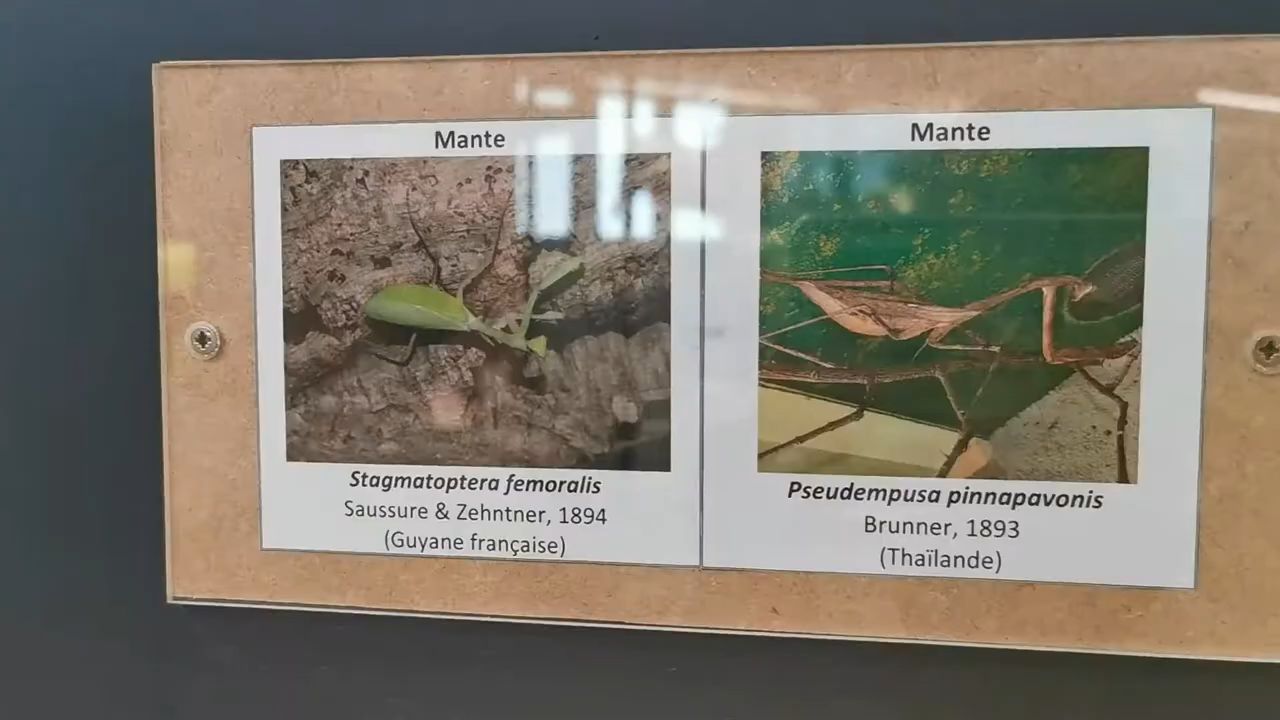 Mante
Stagmatoptera femoralis
Saussure & Zehntner, 1894
(Guyane française)
Mante
Pseudempusa pinnapavonis
Brunner, 1893
(Thaïlande)